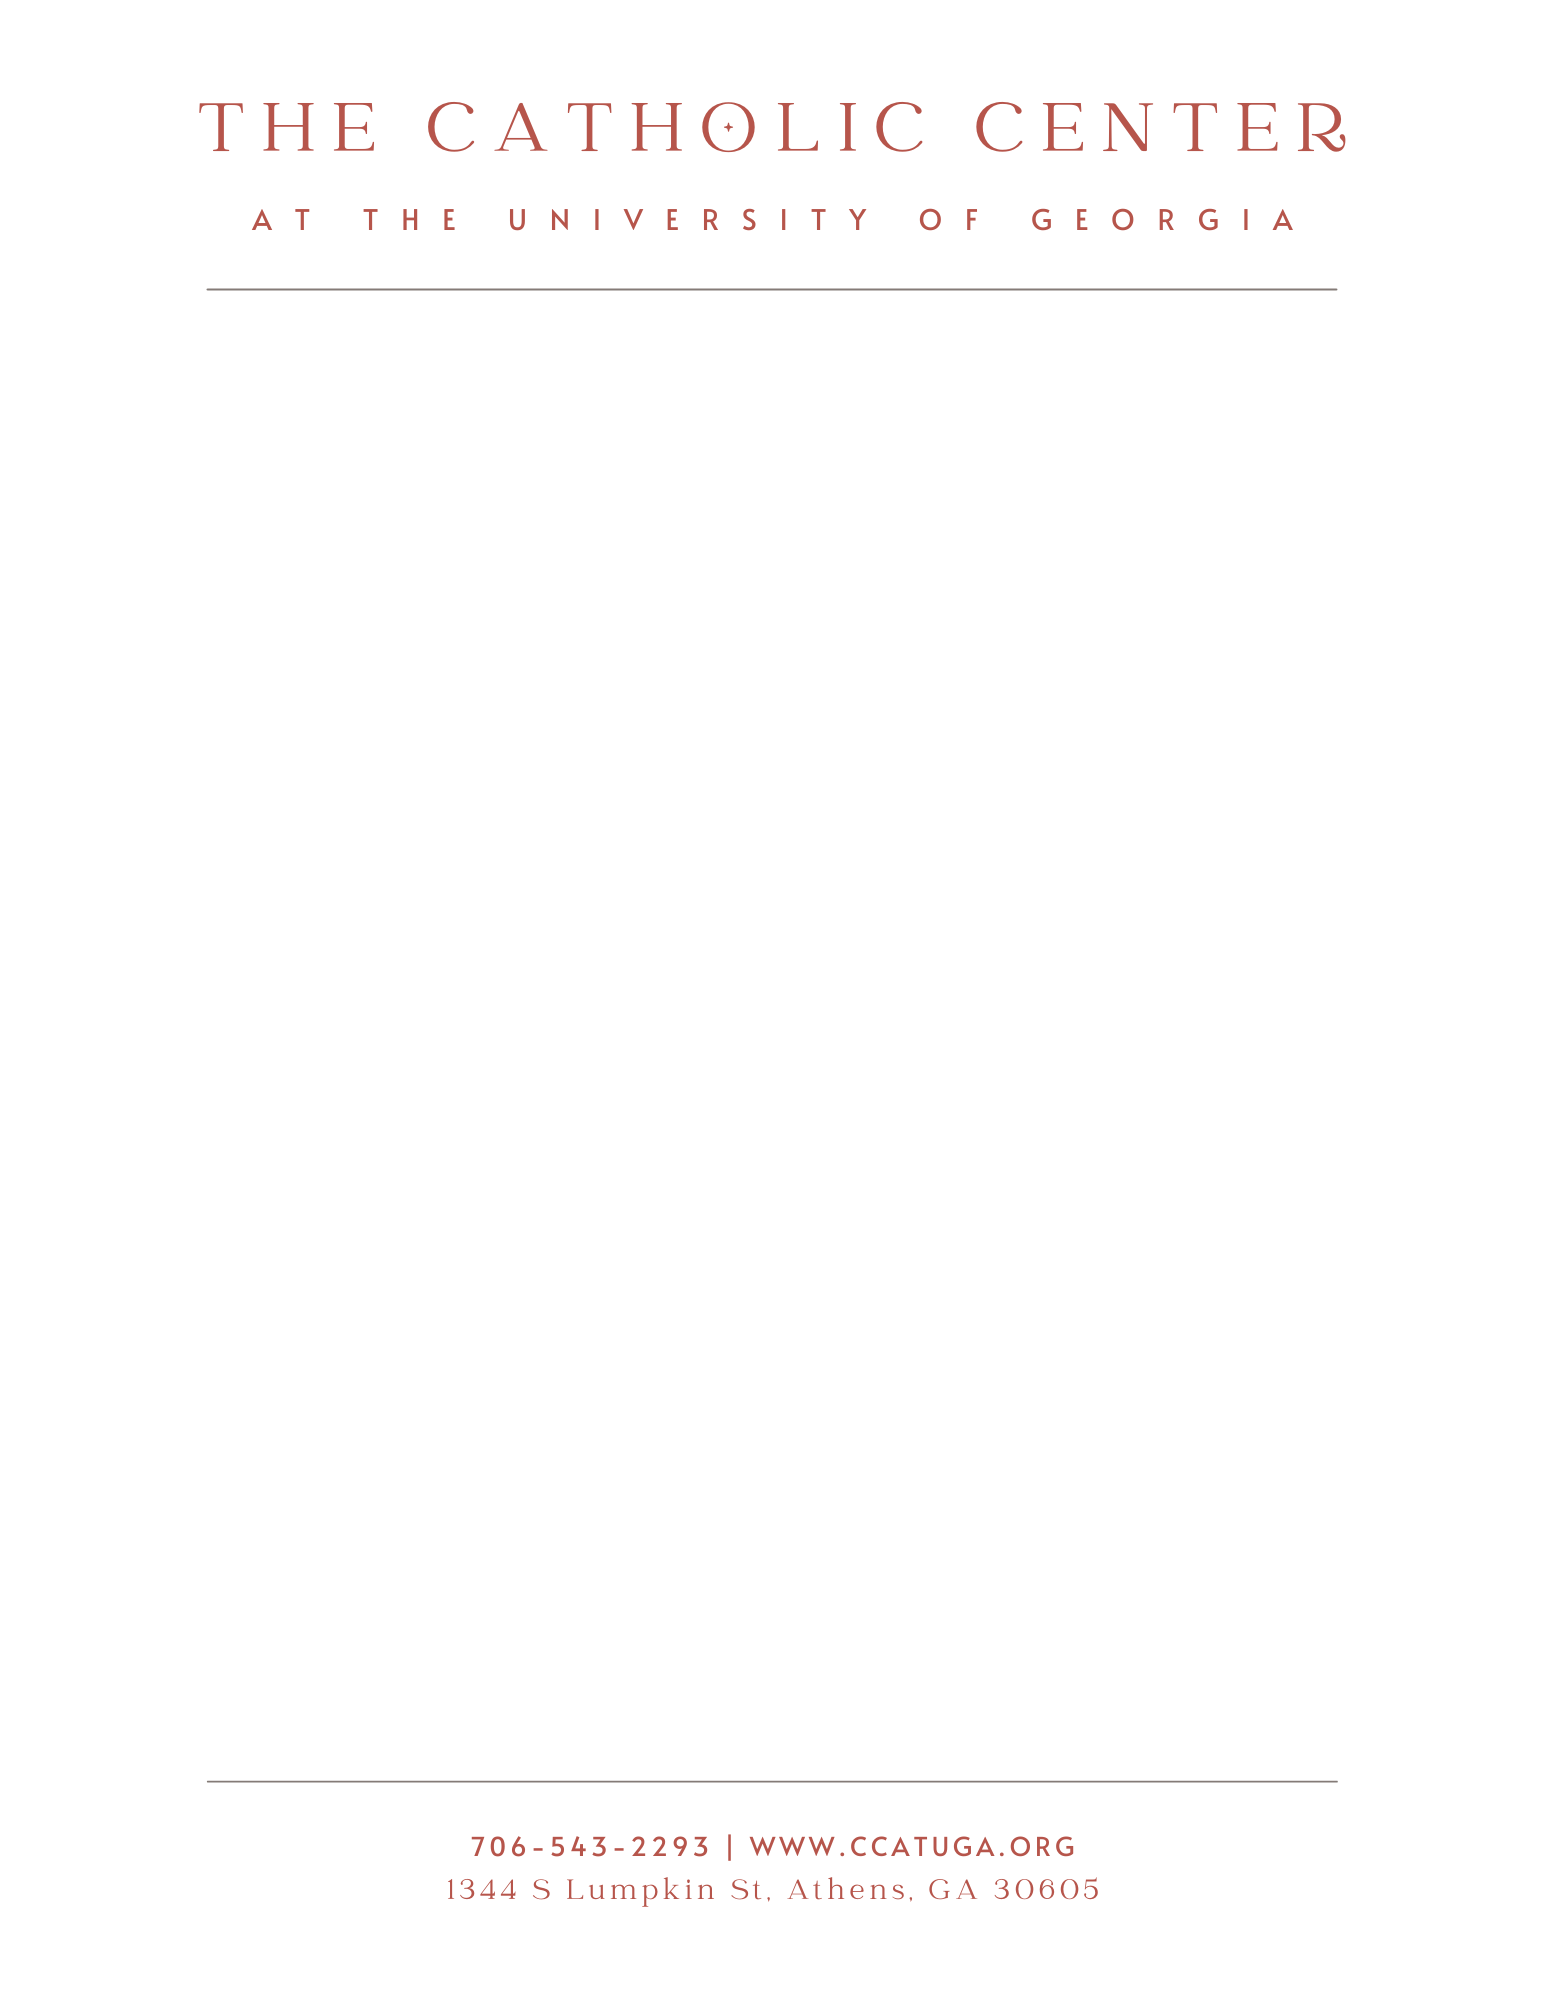 THE CATHOLIC CENTER
AT THE UNIVERSITY OF GEORGIA
706-543-2293 | WWW.CCATUGA.ORG
1344 S Lumpkin St, Athens, GA 30605